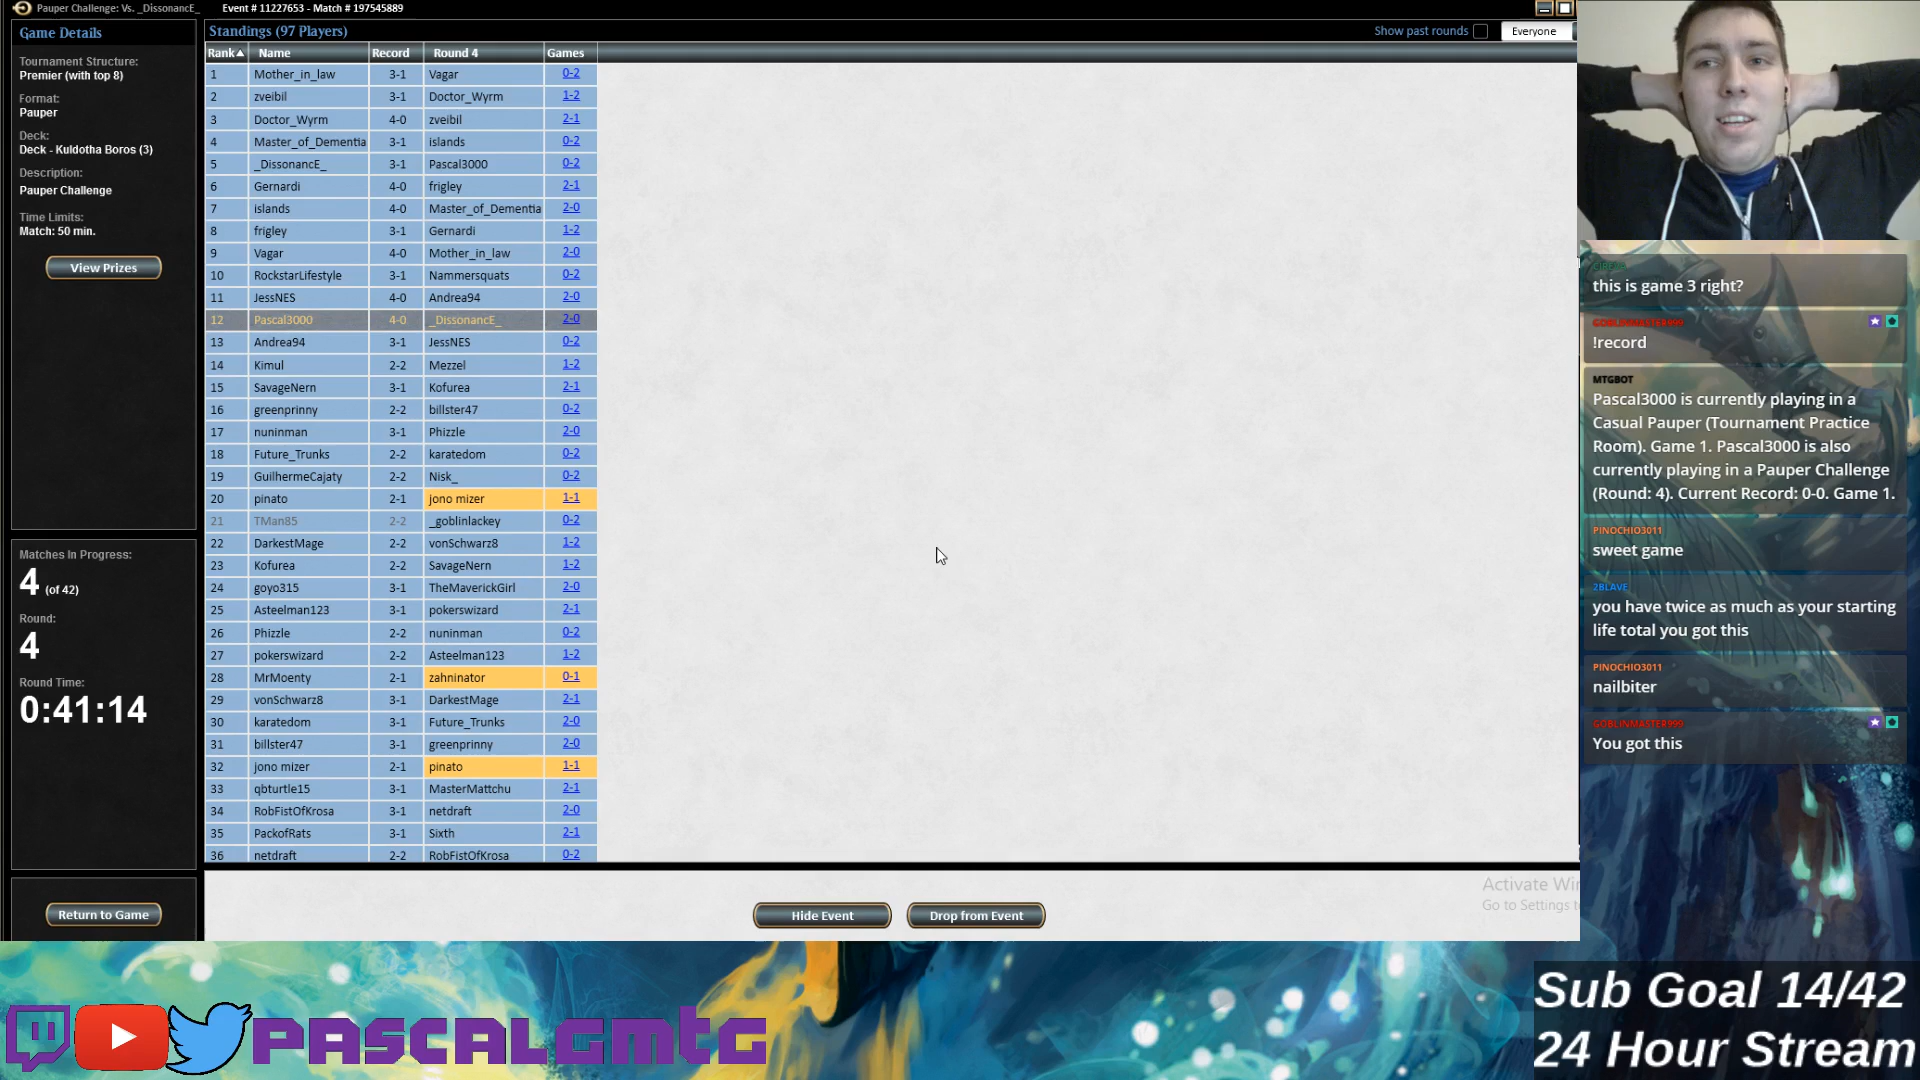 Pauper Challenge: Vs. _DissonancE_ Event # 11227653 - Match # 197545889
Game Details
Tournament Structure:
Premier (with top 8)
Format:
Pauper
Deck:
Deck - Kuldotha Boros (3)
Description:
Pauper Challenge
Time Limits:
Match: 50 min.
View Prizes
Matches In Progress:
4 (of 42)
Round:
4
Round Time:
0:41:14
Return to Game
Standings (97 Players) Show past rounds Everyone
Rank Name Record Round 4 Games
1 Mother_in_law 3-1 Vagar 0-2
2 zveibil 3-1 Doctor_Wyrm 1-2
3 Doctor_Wyrm 4-0 zveibil 2-1
4 Master_of_Dementia 3-1 islands 0-2
5 _DissonancE_ 3-1 Pascal3000 0-2
6 Gernardi 4-0 frigley 2-1
7 islands 4-0 Master_of_Dementia 2-0
8 frigley 3-1 Gernardi 1-2
9 Vagar 4-0 Mother_in_law 2-0
10 RockstarLifestyle 3-1 Nammersquats 0-2
11 JessNES 4-0 Andrea94 2-0
12 Pascal3000 4-0 _DissonancE_ 2-0
13 Andrea94 3-1 JessNES 0-2
14 Kimul 2-2 Mezzel 1-2
15 SavageNern 3-1 Kofurea 2-1
16 greenprinny 2-2 billster47 0-2
17 nuninman 3-1 Phizzle 2-0
18 Future_Trunks 2-2 karatedom 0-2
19 GuilhermeCajaty 2-2 Nisk_ 0-2
20 pinato 2-1 jono mizer 1-1
21 TMan85 2-2 _goblinlackey 0-2
22 DarkestMage 2-2 vonSchwarz8 1-2
23 Kofurea 2-2 SavageNern 1-2
24 goyo315 3-1 TheMaverickGirl 2-0
25 Asteelman123 3-1 pokerswizard 2-1
26 Phizzle 2-2 nuninman 0-2
27 pokerswizard 2-2 Asteelman123 1-2
28 MrMoenty 2-1 zahninator 0-1
29 vonSchwarz8 3-1 DarkestMage 2-1
30 karatedom 3-1 Future_Trunks 2-0
31 billster47 3-1 greenprinny 2-0
32 jono mizer 2-1 pinato 1-1
33 qbturtle15 3-1 MasterMattchu 2-1
34 RobFistOfKrosa 3-1 netdraft 2-0
35 PackofRats 3-1 Sixth 2-1
36 netdraft 2-2 RobFistOfKrosa 0-2
Hide Event Drop from Event
Activate Wi
Go to Settings t
this is game 3 right?
GOBLINMASTER999
!record
MTGBOT
Pascal3000 is currently playing in a
Casual Pauper (Tournament Practice
Room). Game 1. Pascal3000 is also
currently playing in a Pauper Challenge
(Round: 4). Current Record: 0-0. Game 1.
PINOCHIO3011
sweet game
2BLAVE
you have twice as much as your starting
life total you got this
PINOCHIO3011
nailbiter
GOBLINMASTER999
You got this
PASCALGMTG
Sub Goal 14/42
24 Hour Stream